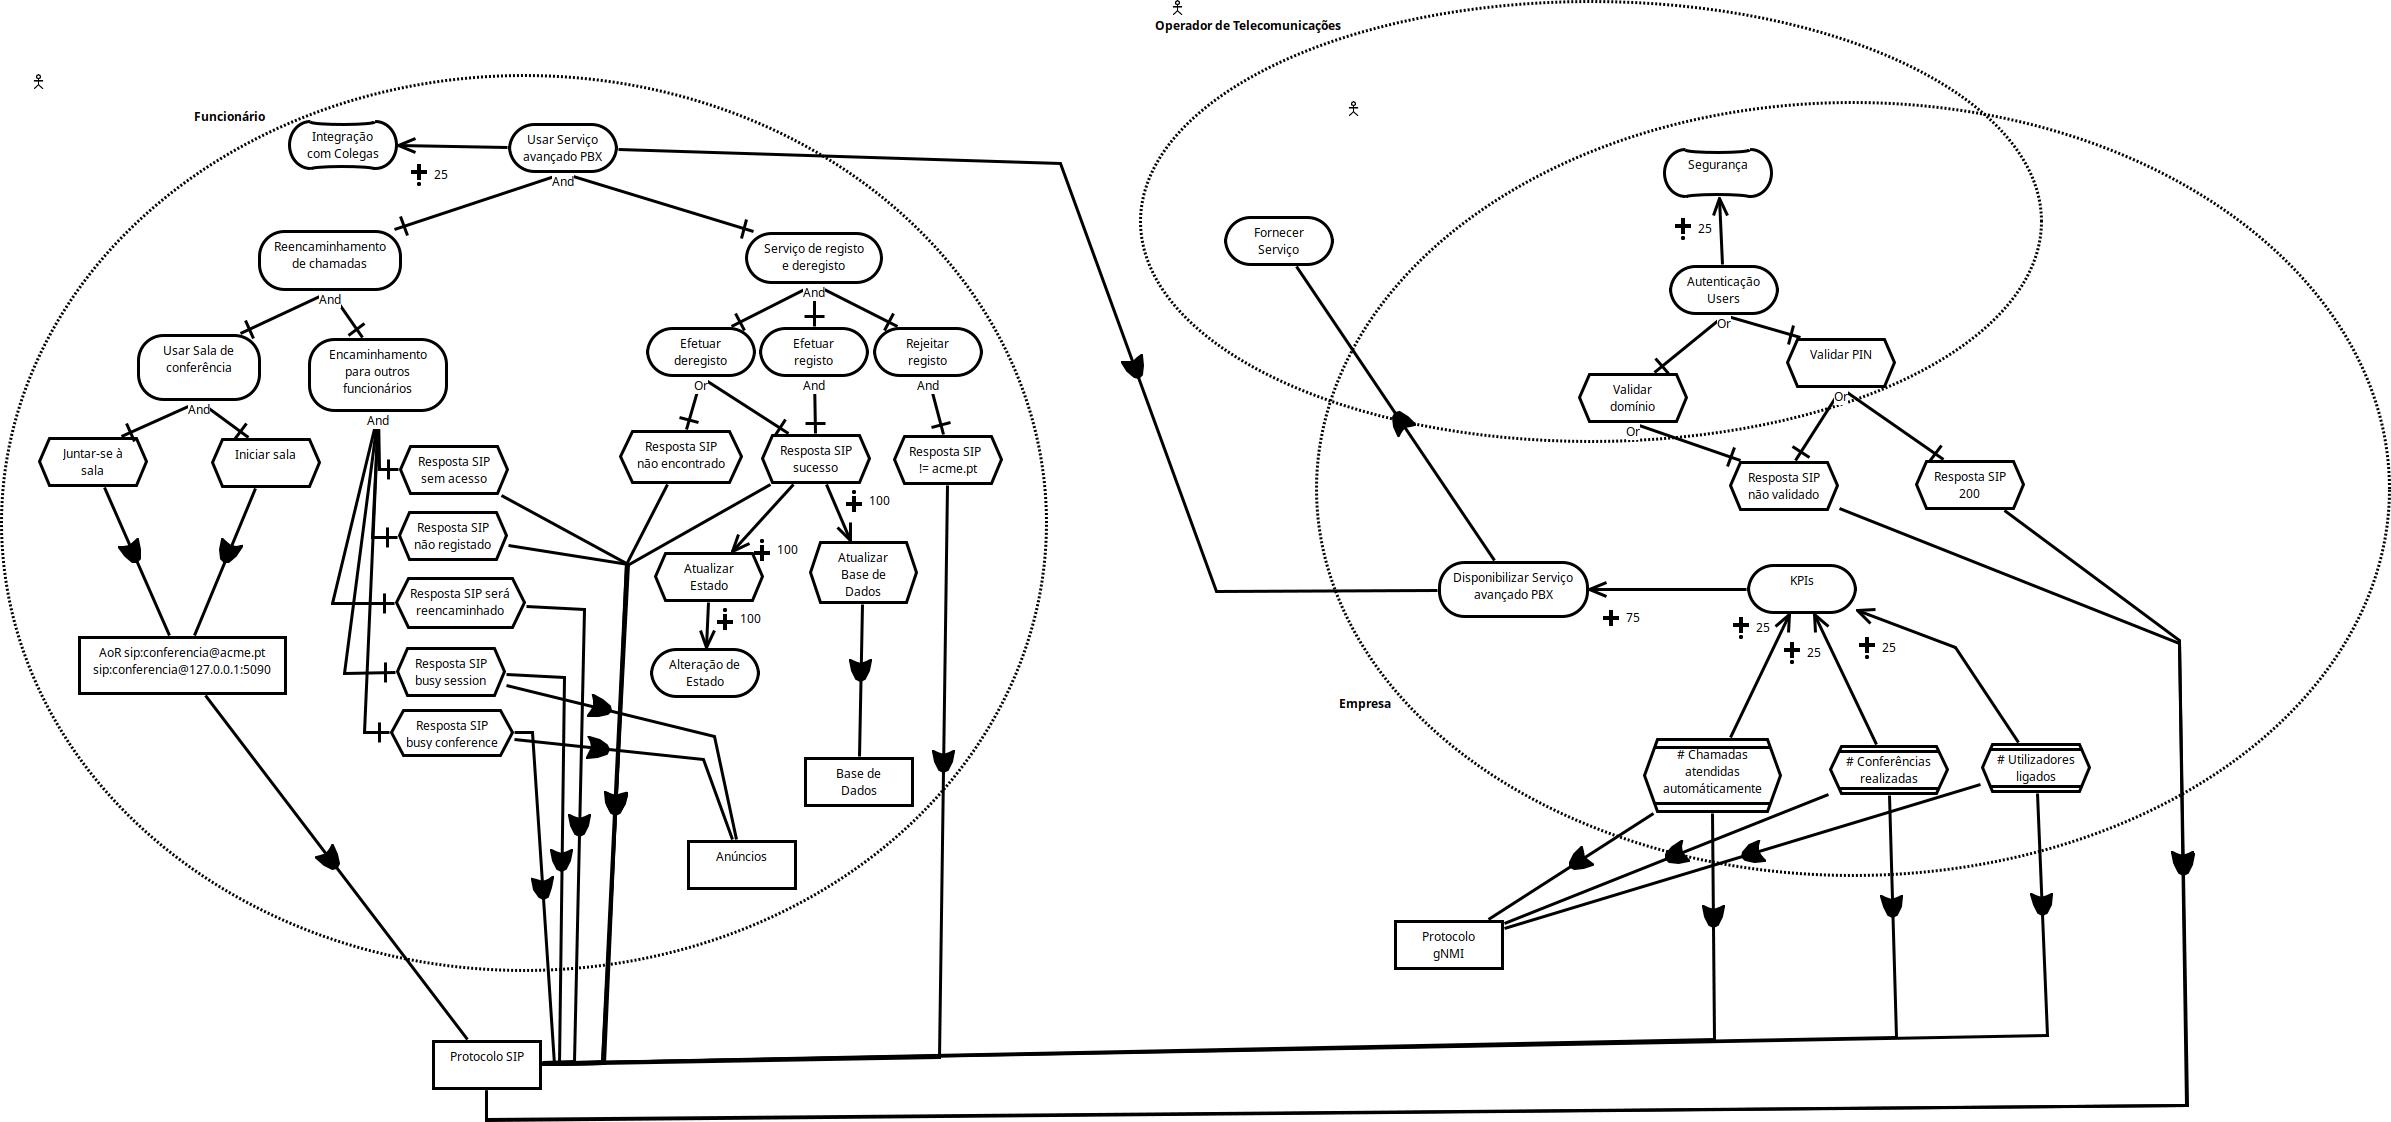 Operador de Telecomunicações
Funcionário
Integração
com Colegas
25
Usar Serviço
avançado PBX
And
Reencaminhamento
de chamadas
And
Serviço de registo
e deregisto
And
Usar Sala de
conferência
And
Encaminhamento
para outros
funcionários
And
Efetuar
deregisto
Or
Efetuar
registo
And
Rejeitar
registo
And
Juntar-se à
sala
Iniciar sala
Resposta SIP
sem acesso
Resposta SIP
não registado
Resposta SIP será
reencaminhado
Resposta SIP
busy session
Resposta SIP
busy conference
Resposta SIP
não encontrado
Resposta SIP
sucesso
Resposta SIP
!= acme.pt
100
100
Atualizar
Estado
Atualizar
Base de
Dados
100
Alteração de
Estado
AoR sip:conferencia@acme.pt
sip:conferencia@127.0.0.1:5090
Base de
Dados
Anúncios
Protocolo SIP
Fornecer
Serviço
Segurança
25
Autenticação
Users
Or
Validar
domínio
Or
Validar PIN
Or
Resposta SIP
não validado
Resposta SIP
200
Disponibilizar Serviço
avançado PBX
75
KPIs
25
25
25
Empresa
# Chamadas
atendidas
automáticamente
# Conferências
realizadas
# Utilizadores
ligados
Protocolo
gNMI